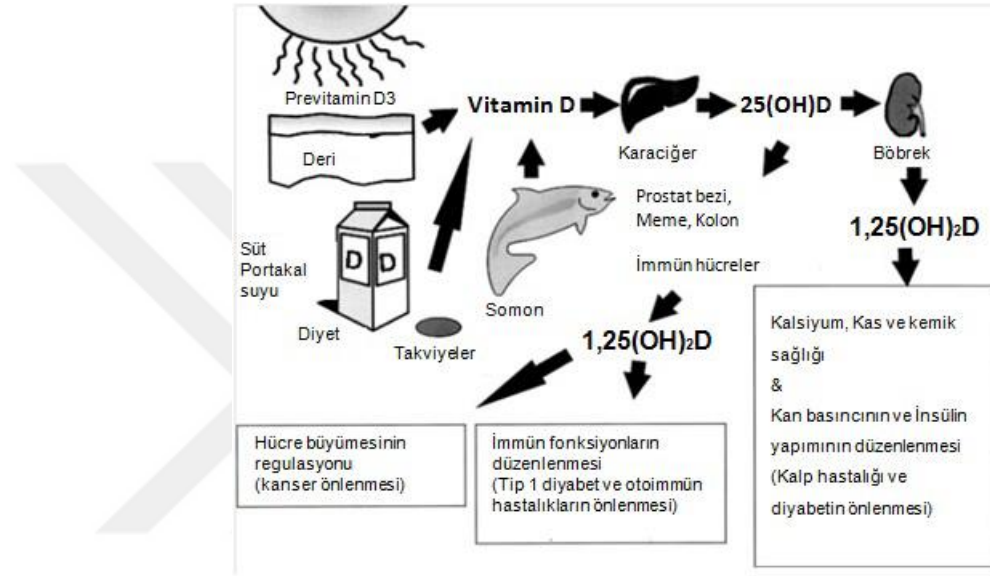 Previtamin D3
Deri
Vitamin D
25(OH)D
Karaciğer
Böbrek
Prostat bezi,
Meme, Kolon
İmmün hücreler
1,25(OH)₂D
Süt
Portakal
suyu
D D
Diyet
Takviyeler
Somon
1,25(OH)₂D
Hücre büyümesinin
regulasyonu
(kanser önlenmesi)
İmmün fonksiyonların
düzenlenmesi
(Tip 1 diyabet ve otoimmün
hastalıkların önlenmesi)
Kalsiyum, Kas ve kemik
sağlığı
&
Kan basıncının ve İnsülin
yapımının düzenlenmesi
(Kalp hastalığı ve
diyabetin önlenmesi)